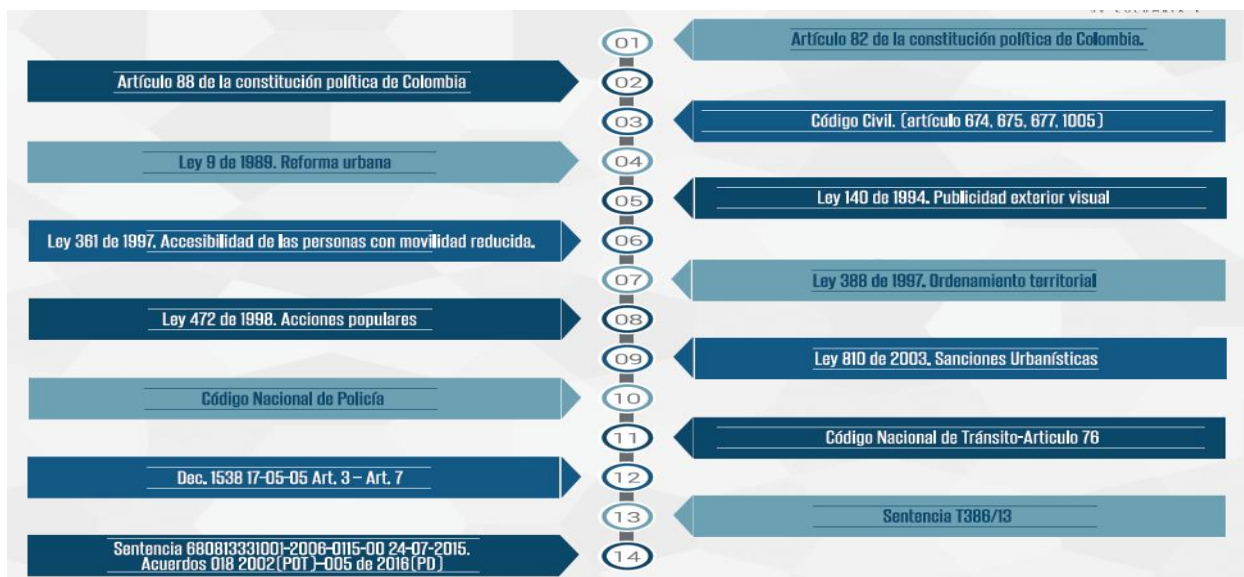 01
Artículo 82 de la constitución política de Colombia.
Artículo 88 de la constitución política de Colombia
02
03
Código Civil. (artículo 674, 675, 677, 1005)
Ley 9 de 1989. Reforma urbana
04
05
Ley 140 de 1994. Publicidad exterior visual
Ley 361 de 1997. Accesibilidad de las personas con movilidad reducida.
06
07
Ley 388 de 1997. Ordenamiento territorial
Ley 472 de 1998. Acciones populares
08
09
Ley 810 de 2003. Sanciones Urbanísticas
Código Nacional de Policía
10
11
Código Nacional de Tránsito-Articulo 76
Dec. 1538 17-05-05 Art. 3 – Art. 7
12
13
Sentencia T386/13
Sentencia 680813331001-2006-0115-00 24-07-2015.
Acuerdos 018 2002(POT)-005 de 2016(PD)
14